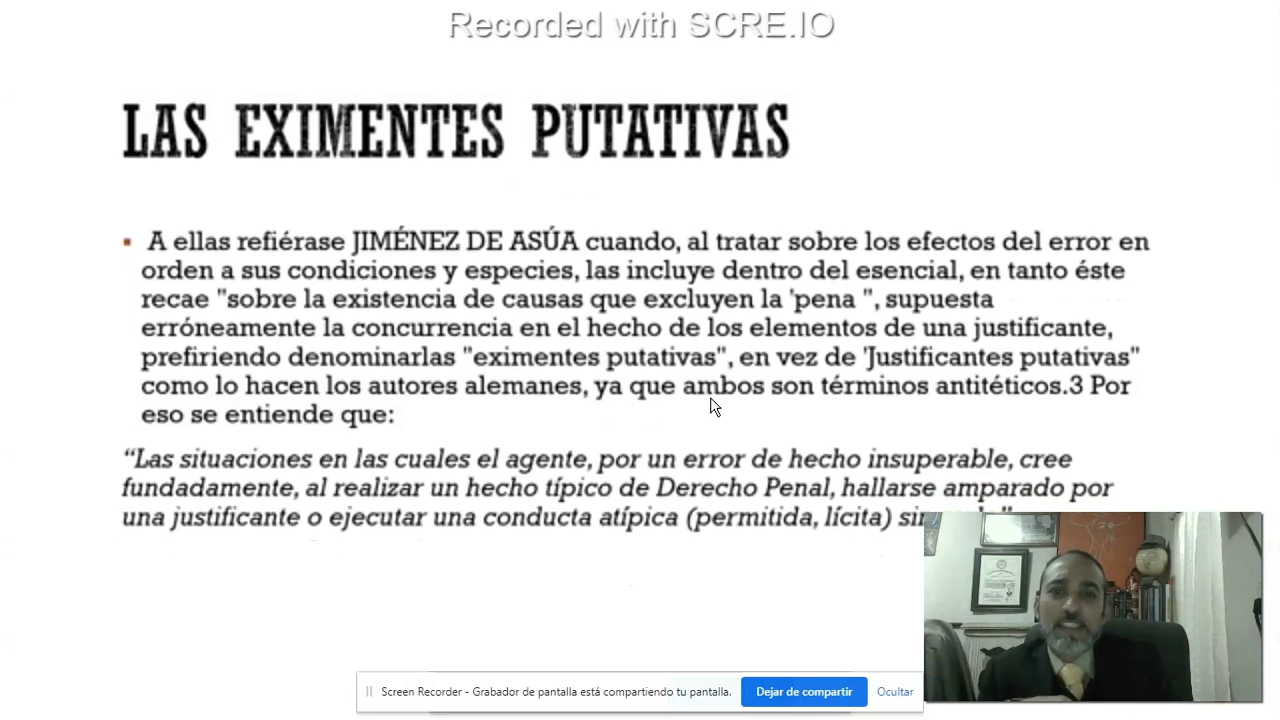 Recorded with SCRE.IO
LAS EXIMENTES PUTATIVAS
▪ A ellas refiérase JIMÉNEZ DE ASÚA cuando, al tratar sobre los efectos del error en
orden a sus condiciones y especies, las incluye dentro del esencial, en tanto éste
recae "sobre la existencia de causas que excluyen la 'pena ", supuesta
erróneamente la concurrencia en el hecho de los elementos de una justificante,
prefiriendo denominarlas "eximentes putativas", en vez de 'Justificantes putativas"
como lo hacen los autores alemanes, ya que ambos son términos antitéticos.3 Por
eso se entiende que:
“Las situaciones en las cuales el agente, por un error de hecho insuperable, cree
fundadamente, al realizar un hecho típico de Derecho Penal, hallarse amparado por
una justificante o ejecutar una conducta atípica (permitida, lícita)
Screen Recorder - Grabador de pantalla está compartiendo tu pantalla.
Dejar de compartir
Ocultar